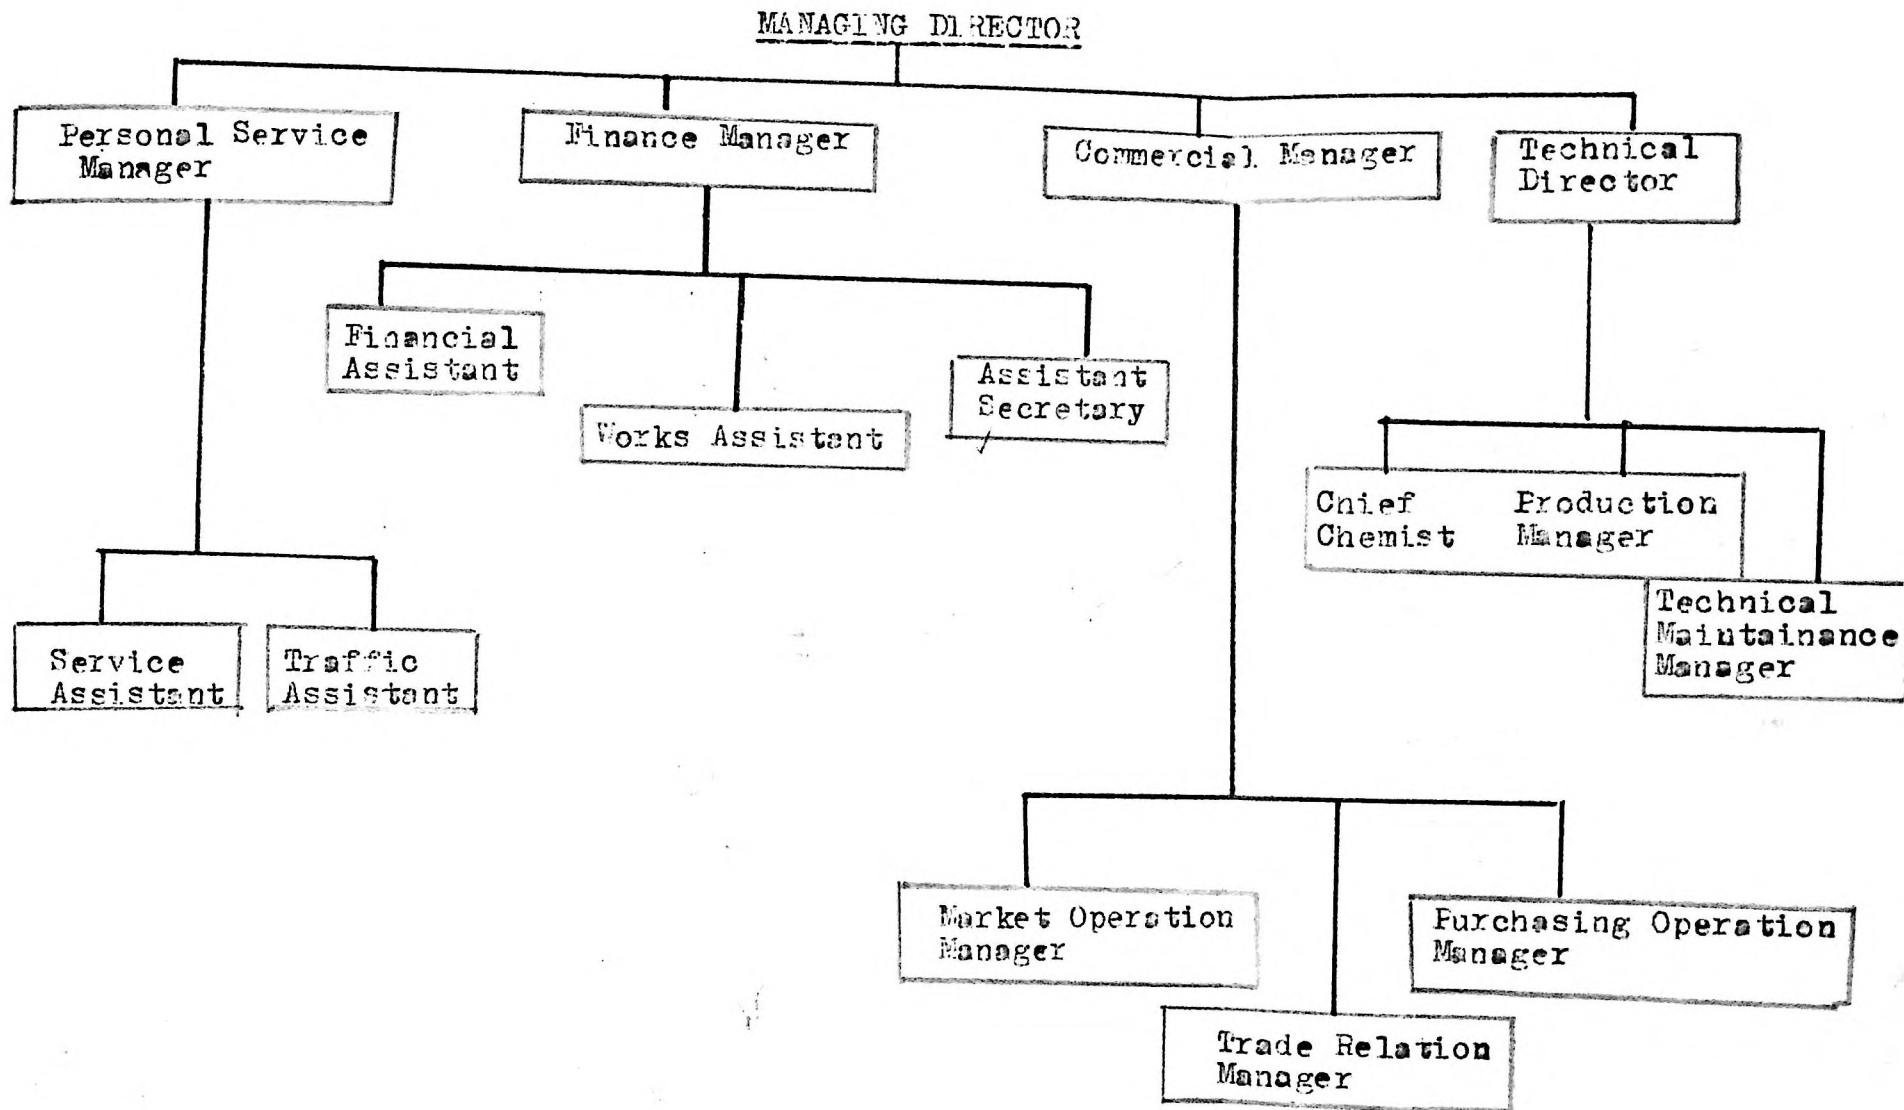 MANAGING DIRECTOR
Personal Service
Manager
Finance Manager
Commercial Manager
Technical
Director
Financial
Assistant
Works Assistant
Assistant
Secretary
Chief
Chemist
Production
Manager
Technical
Maintainance
Manager
Service
Assistant
Traffic
Assistant
Market Operation
Manager
Purchasing Operation
Manager
Trade Relation
Manager